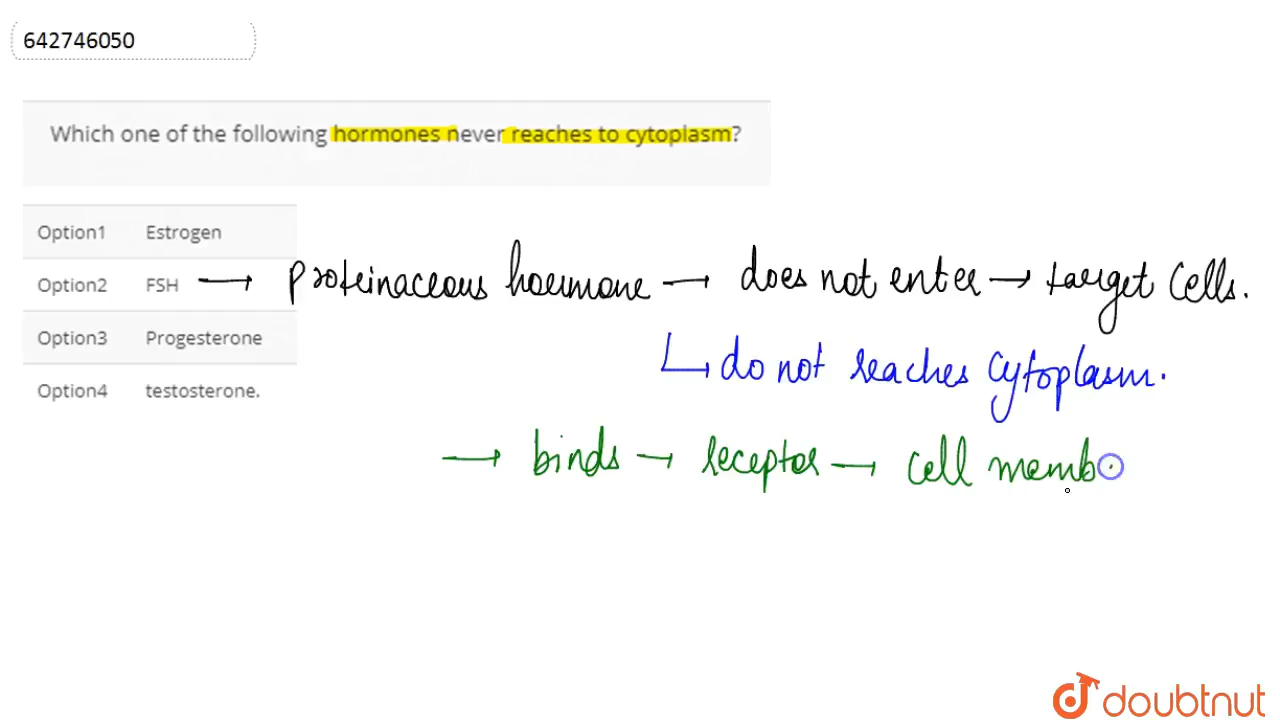 642746050
Which one of the following hormones never reaches to cytoplasm?
Option1 Estrogen
Option2 FSH → Proteinaceous hormone → does not enter → target cells.
↳ do not reaches cytoplasm.
Option3 Progesterone
Option4 testosterone.
→ binds → receptor → cell memb
doubtnut